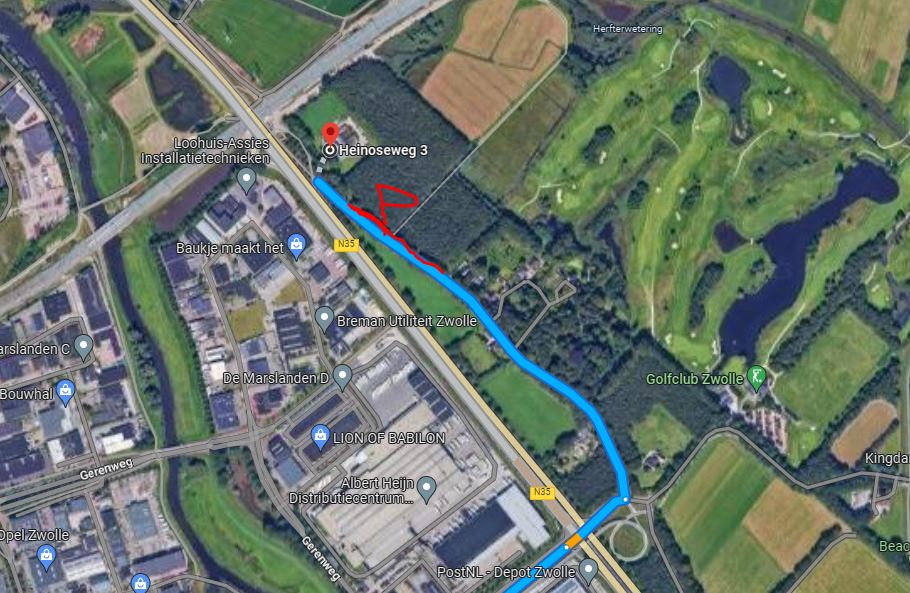 Herfterwetering
Loohuis-Assies
Installatietechnieken
Heinoseweg 3
N35
Baukje maakt het
Breman Utiliteit Zwolle
arslanden C
De Marslanden D
Golfclub Zwolle
Bouwhal
LION OF BABILON
Gerenweg
Kingda
Albert Heijn
Distributiecentrum...
N35
Opel Zwolle
Gerenweg
Beac
PostNL - Depot Zwolle